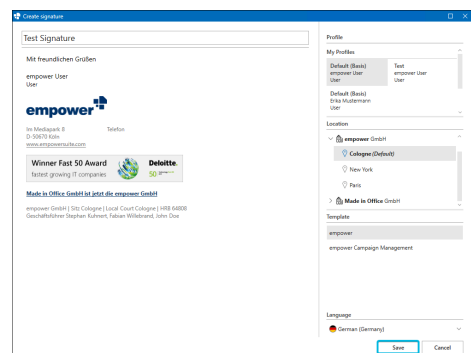 Create signature
Test Signature
Mit freundlichen Grüßen
empower User
User
empower
Im Mediapark 8 Telefon
D-50670 Köln
www.empowersuite.com
Winner Fast 50 Award
fastest growing IT companies
Deloitte.
50
Made in Office GmbH ist jetzt die empower GmbH
empower GmbH | Sitz Cologne | Local Court Cologne | HRB 64808
Geschäftsführer Stephan Kuhnert, Fabian Willebrand, John Doe
Profile
My Profiles
Default (Basis)
empower User
User
Test
empower User
User
Default (Basis)
Erika Mustermann
User
Location
empower GmbH
Cologne (Default)
New York
Paris
Made in Office GmbH
Template
empower
empower Campaign Management
Language
German (Germany)
Save Cancel